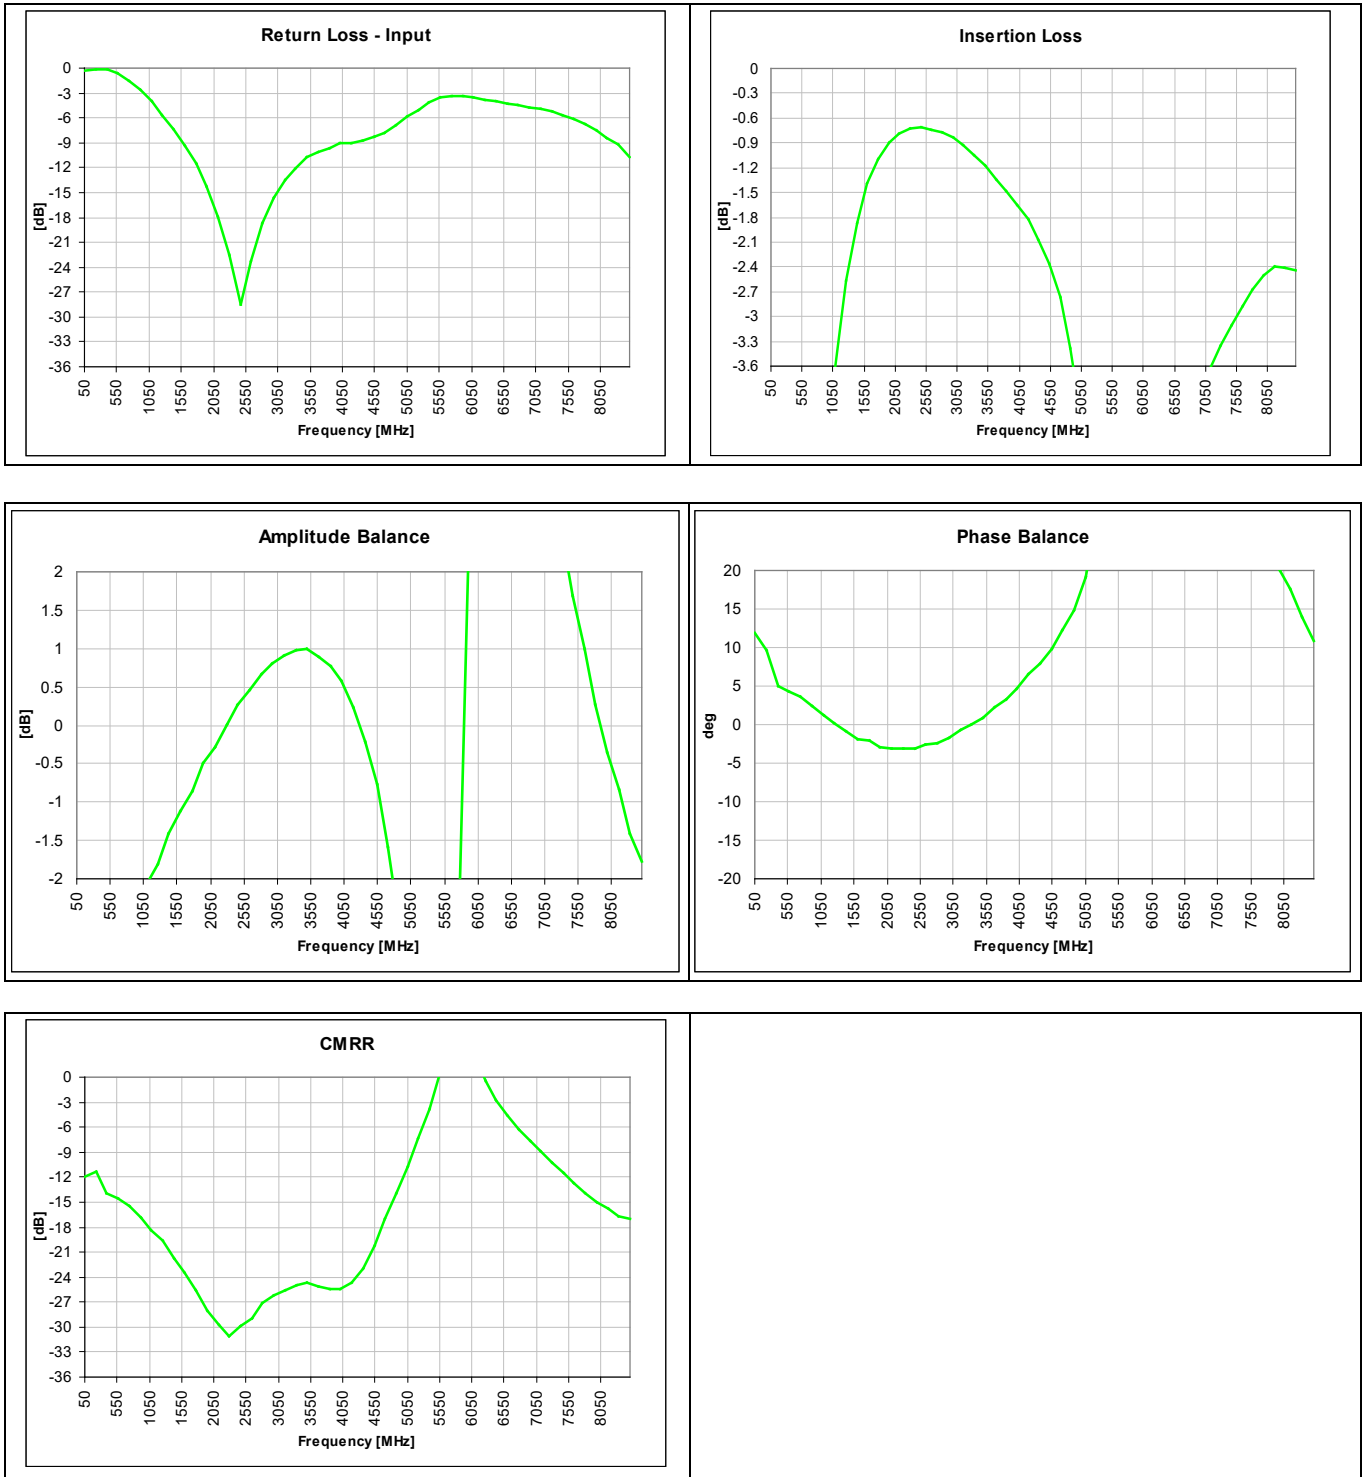 Return Loss - Input
0
-3
-6
-9
-12
-15
-18
-21
-24
-27
-30
-33
-36
[dB]
50 550 1050 1550 2050 2550 3050 3550 4050 4550 5050 5550 6050 6550 7050 7550 8050
Frequency [MHz]
Insertion Loss
0
-0.3
-0.6
-0.9
-1.2
-1.5
-1.8
-2.1
-2.4
-2.7
-3
-3.3
-3.6
[dB]
50 550 1050 1550 2050 2550 3050 3550 4050 4550 5050 5550 6050 6550 7050 7550 8050
Frequency [MHz]
Amplitude Balance
2
1.5
1
0.5
0
-0.5
-1
-1.5
-2
[dB]
50 550 1050 1550 2050 2550 3050 3550 4050 4550 5050 5550 6050 6550 7050 7550 8050
Frequency [MHz]
Phase Balance
20
15
10
5
0
-5
-10
-15
-20
deg
50 550 1050 1550 2050 2550 3050 3550 4050 4550 5050 5550 6050 6550 7050 7550 8050
Frequency [MHz]
CMRR
0
-3
-6
-9
-12
-15
-18
-21
-24
-27
-30
-33
-36
[dB]
50 550 1050 1550 2050 2550 3050 3550 4050 4550 5050 5550 6050 6550 7050 7550 8050
Frequency [MHz]